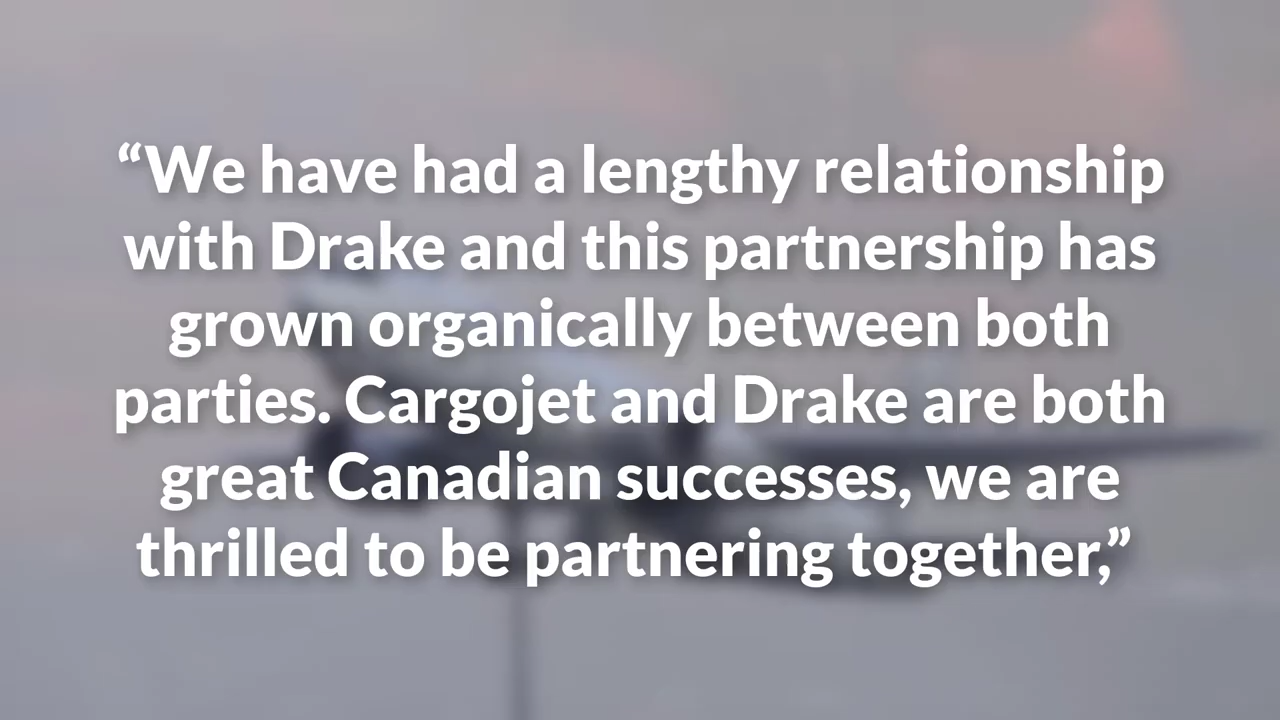 “We have had a lengthy relationship
with Drake and this partnership has
grown organically between both
parties. Cargojet and Drake are both
great Canadian successes, we are
thrilled to be partnering together,”